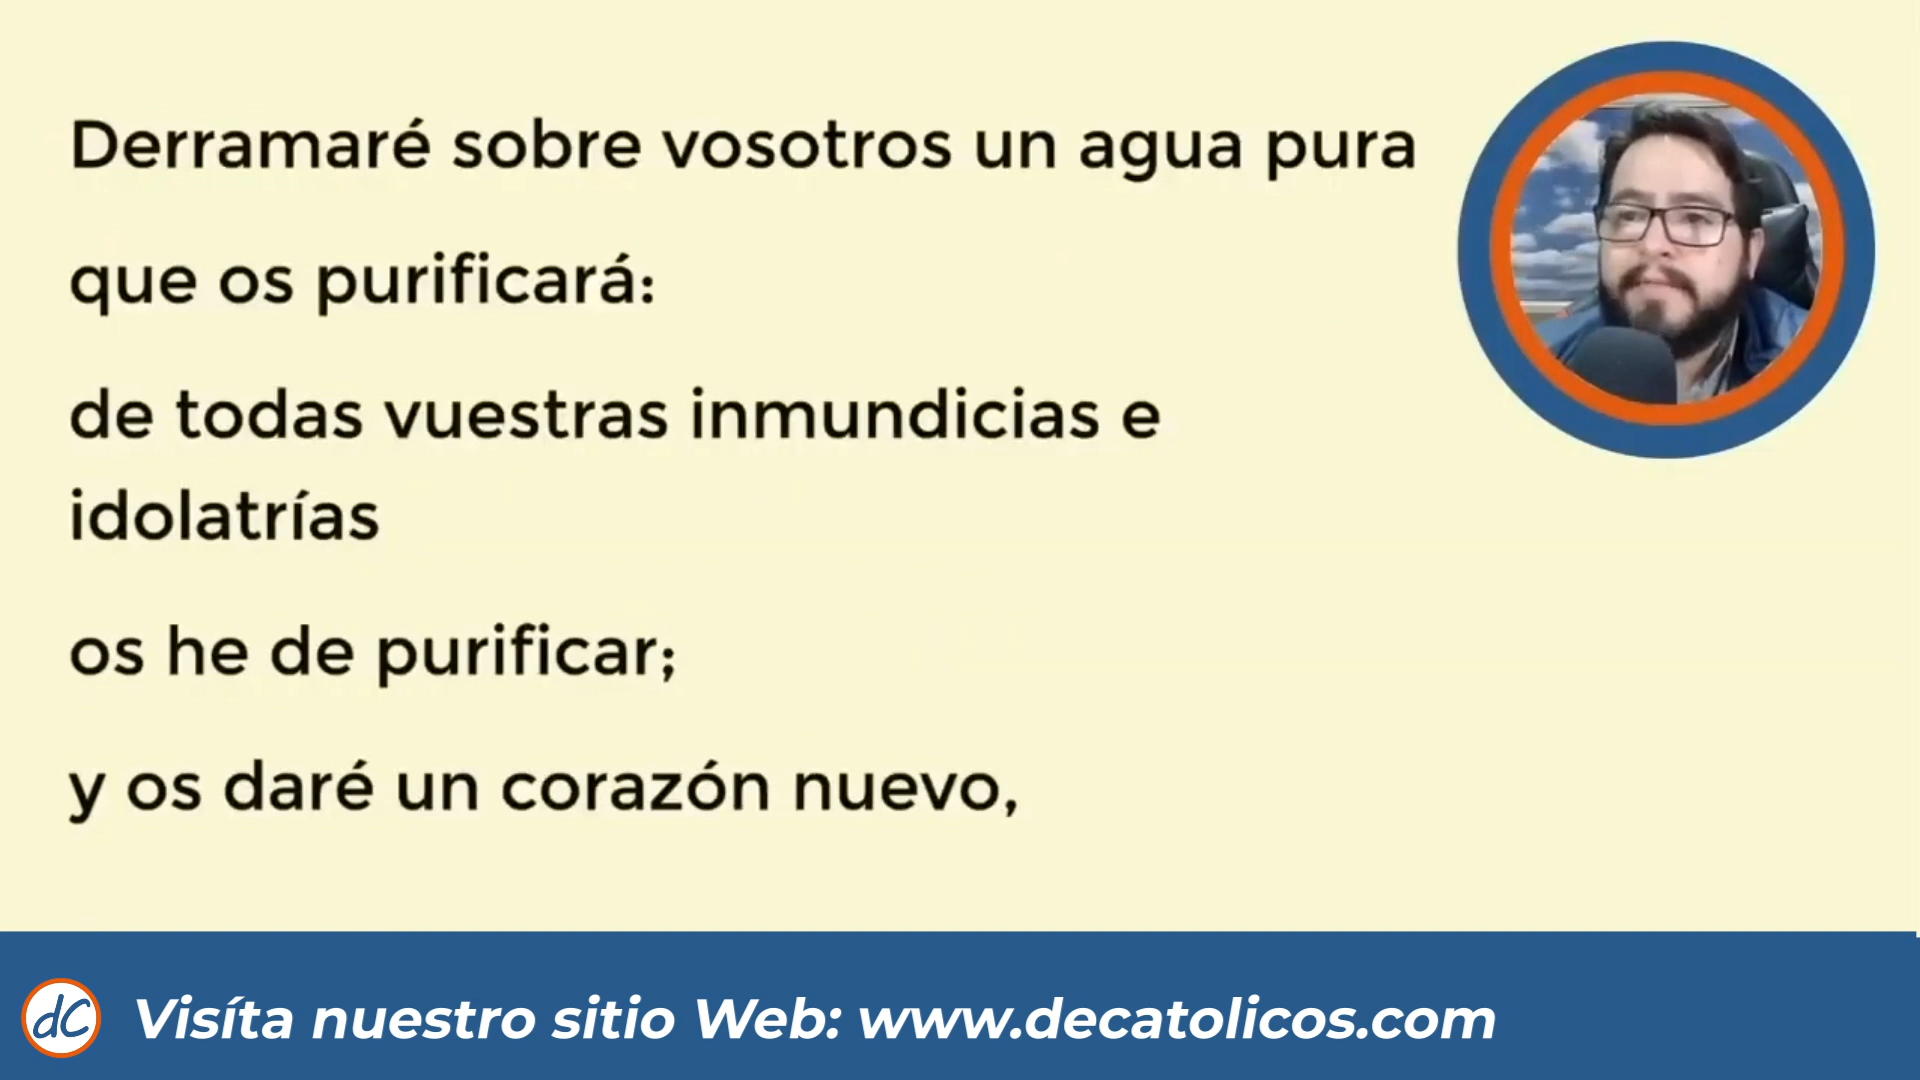 Derramaré sobre vosotros un agua pura
que os purificará:
de todas vuestras inmundicias e
idolatrías
os he de purificar;
y os daré un corazón nuevo,
dC Visíta nuestro sitio Web: www.decatolicos.com